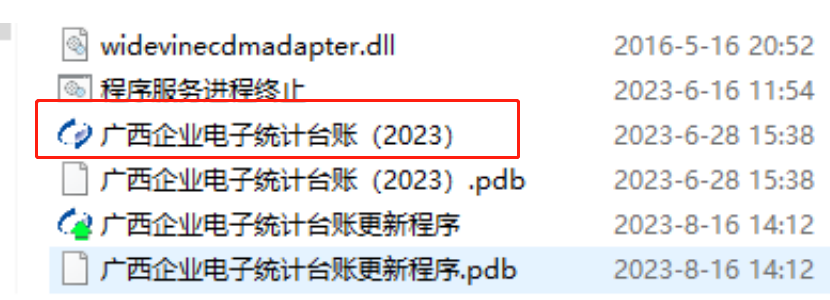 widevinecdmadapter.dll 2016-5-16 20:52
程序服务进程终止 2023-6-16 11:54
广西企业电子统计台账（2023） 2023-6-28 15:38
广西企业电子统计台账（2023）.pdb 2023-6-28 15:38
广西企业电子统计台账更新程序 2023-8-16 14:12
广西企业电子统计台账更新程序.pdb 2023-8-16 14:12